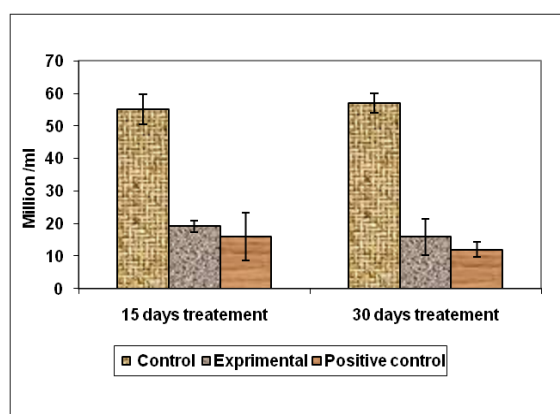 70
60
50
40
30
20
10
0
Million /ml
15 days treatement
30 days treatement
Control
Exprimental
Positive control